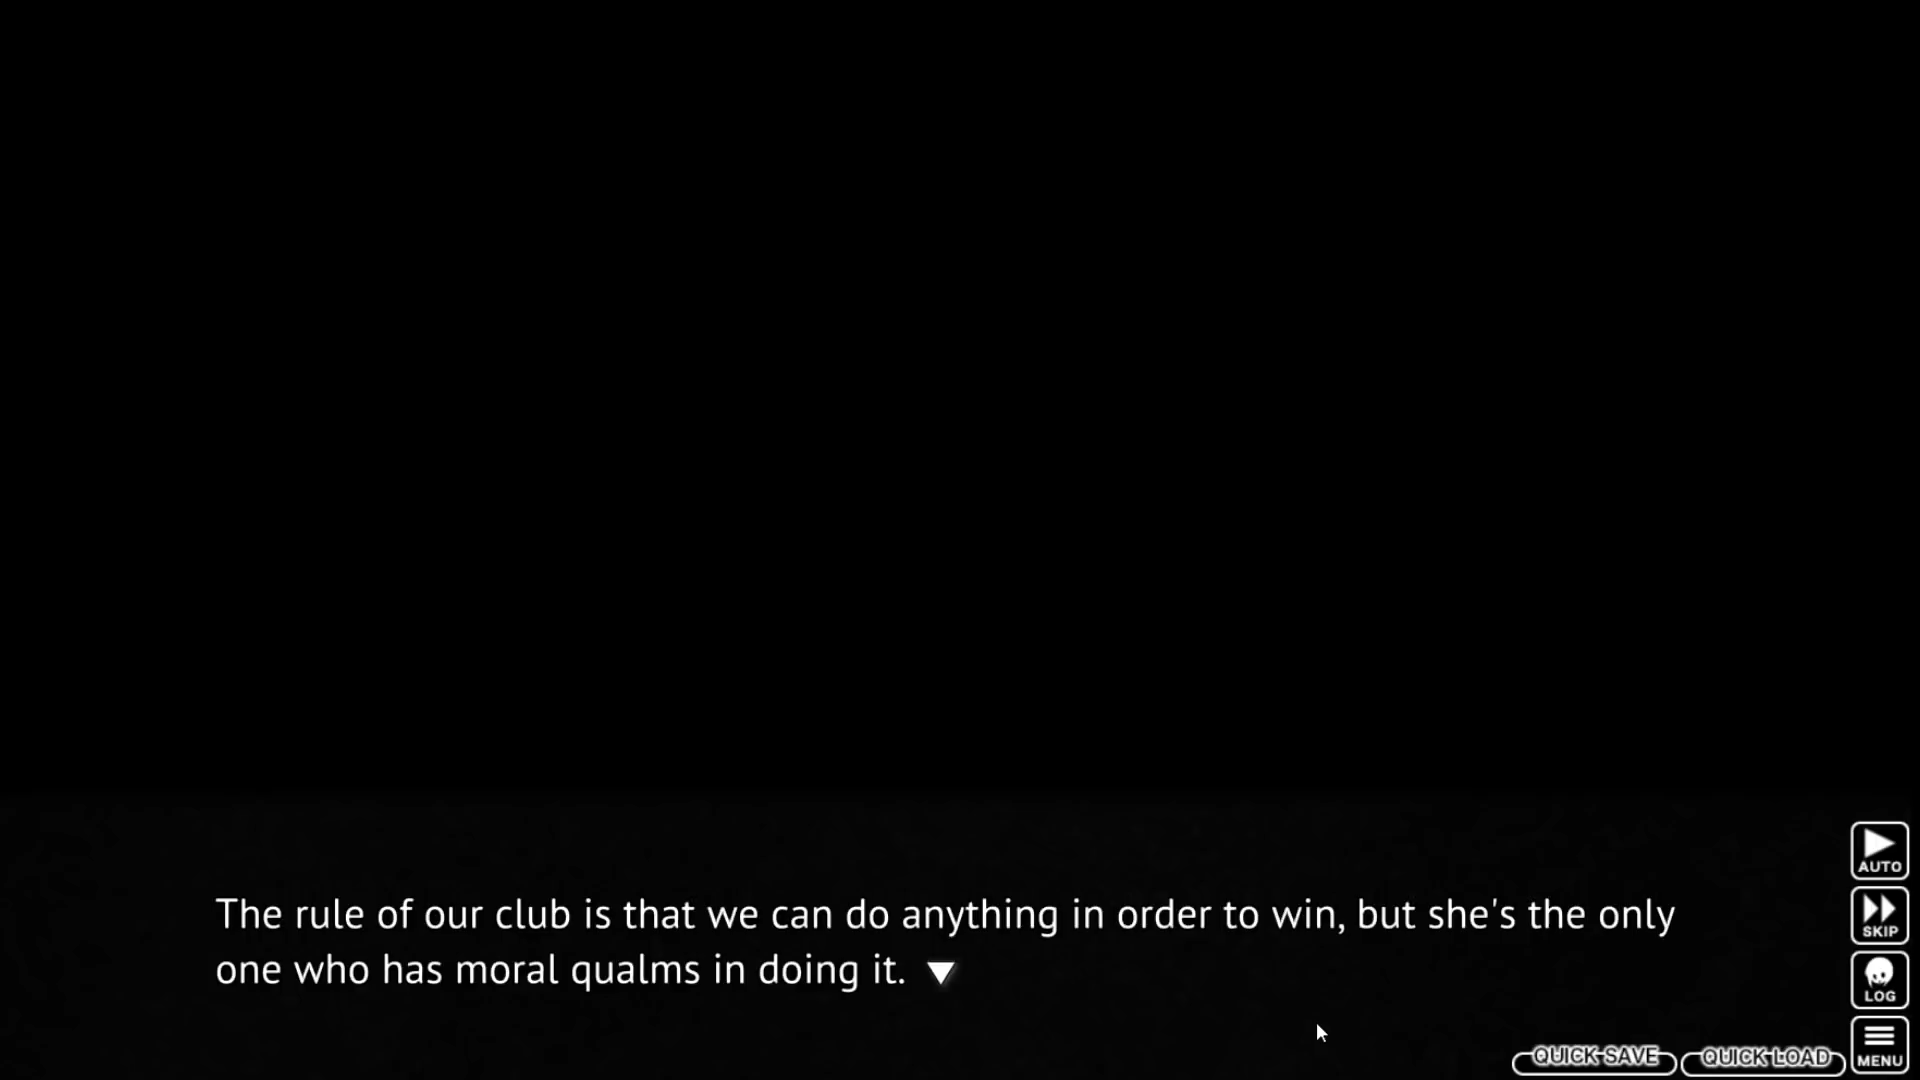 The rule of our club is that we can do anything in order to win, but she's the only
one who has moral qualms in doing it.
AUTO
SKIP
LOG
MENU
QUICK SAVE
QUICK LOAD